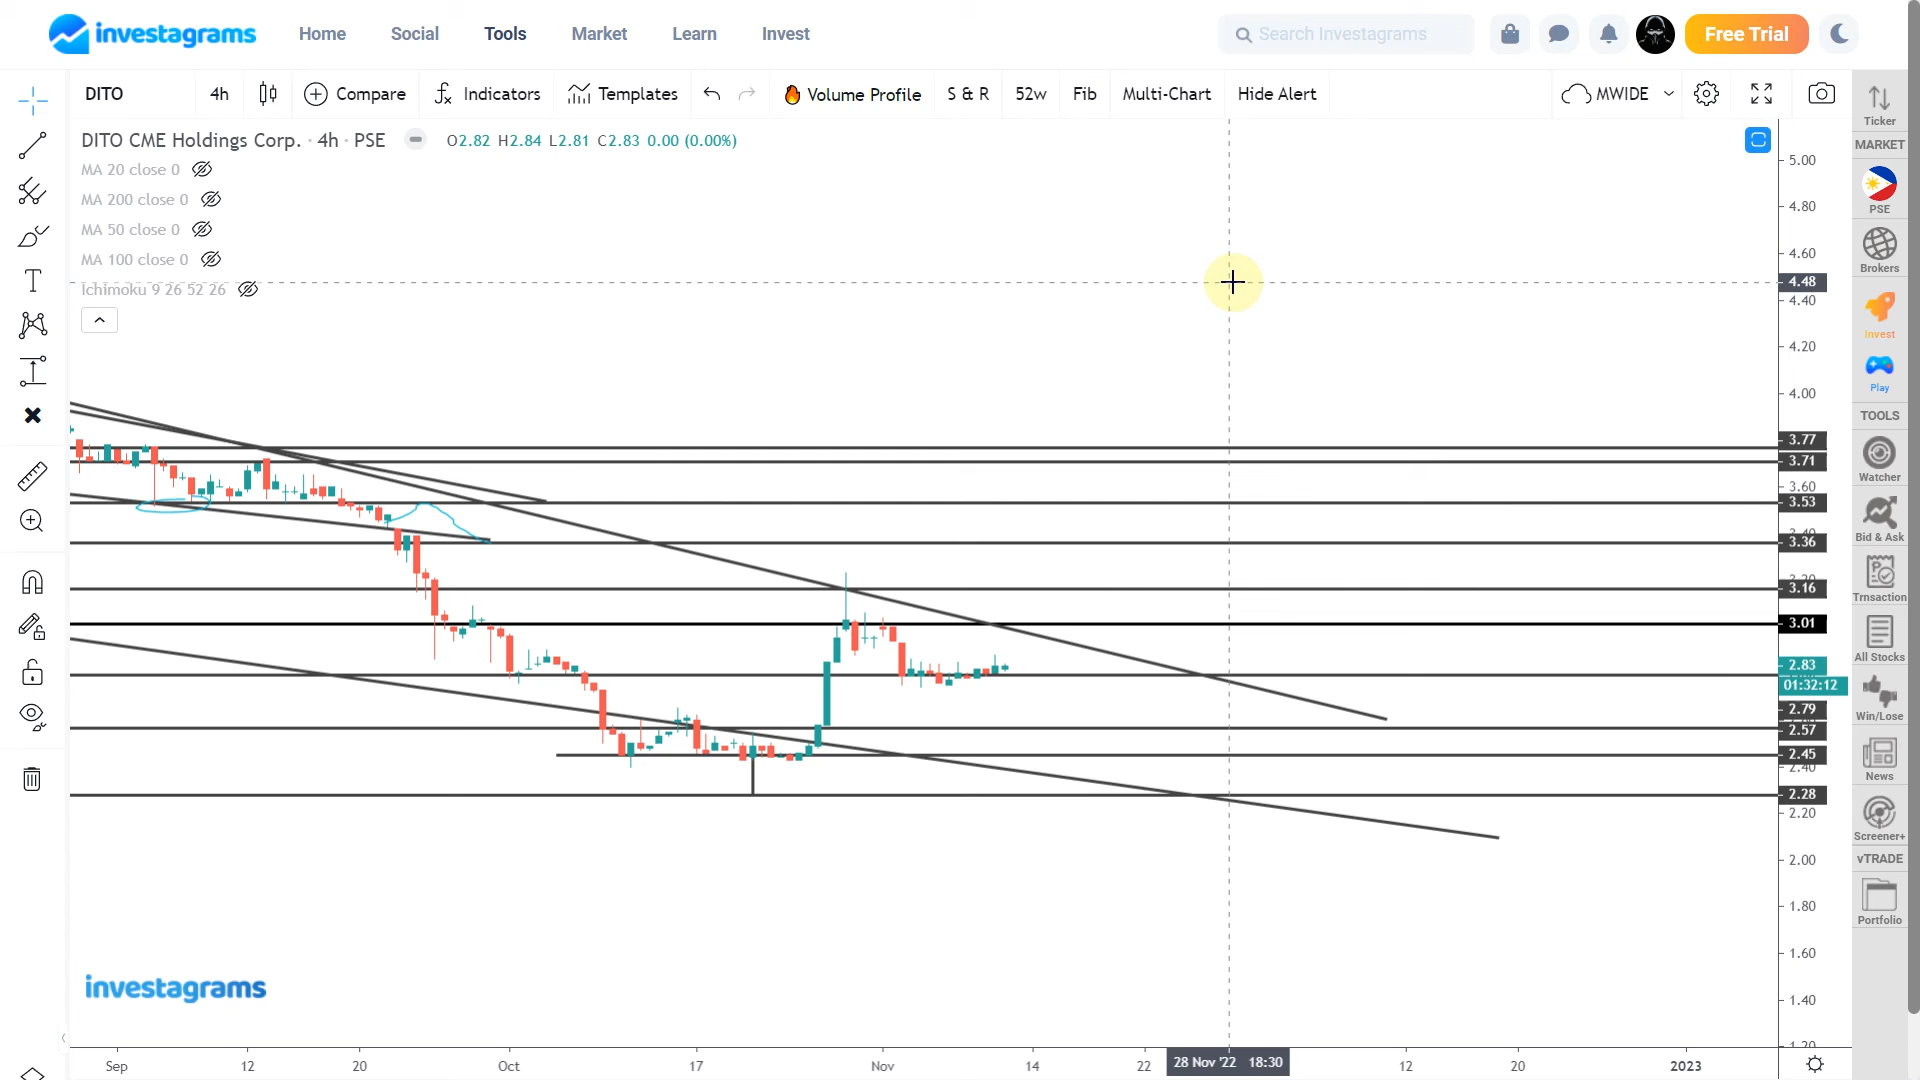 investagrams Home Social Tools Market Learn Invest Search Investagrams Free Trial
DITO 4h Compare Indicators Templates Volume Profile S & R 52w Fib Multi-Chart Hide Alert MWIDE
DITO CME Holdings Corp. · 4h · PSE O2.82 H2.84 L2.81 C2.83 0.00 (0.00%)
MA 20 close 0
MA 200 close 0
MA 50 close 0
MA 100 close 0
Ichimoku 9 26 52 26
5.00
4.80
4.60
4.48
4.40
4.20
4.00
3.77
3.71
3.60
3.53
3.36
3.16
3.01
2.83
01:32:12
2.79
2.57
2.45
2.40
2.28
2.20
2.00
1.80
1.60
1.40
1.20
investagrams
Sep 12 20 Oct 17 Nov 14 22 28 Nov '22 18:30 12 20 2023
Ticker
MARKET
PSE
Brokers
Invest
Play
TOOLS
Watcher
Bid & Ask
Trnsaction
All Stocks
Win/Lose
News
Screener+
vTRADE
Portfolio